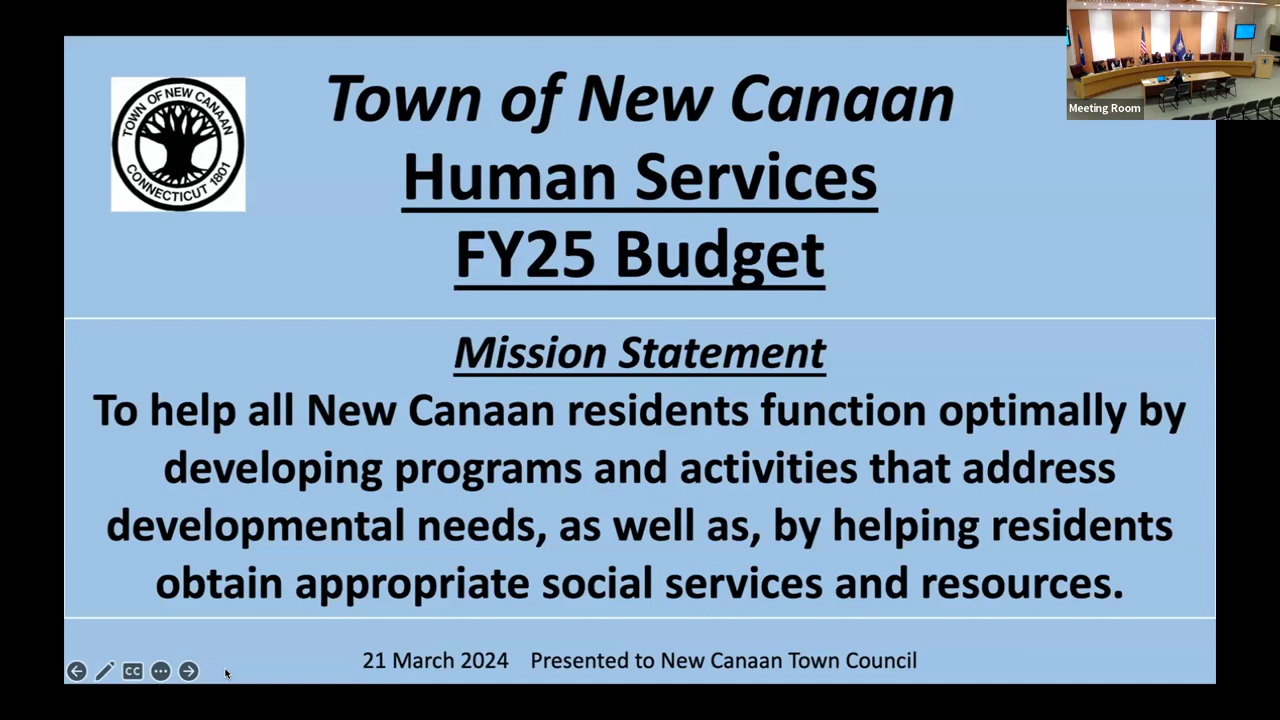 Town of New Canaan
Human Services
FY25 Budget
TOWN OF NEW CANAAN
CONNECTICUT 1801
Meeting Room
Mission Statement
To help all New Canaan residents function optimally by
developing programs and activities that address
developmental needs, as well as, by helping residents
obtain appropriate social services and resources.
21 March 2024 Presented to New Canaan Town Council
CC